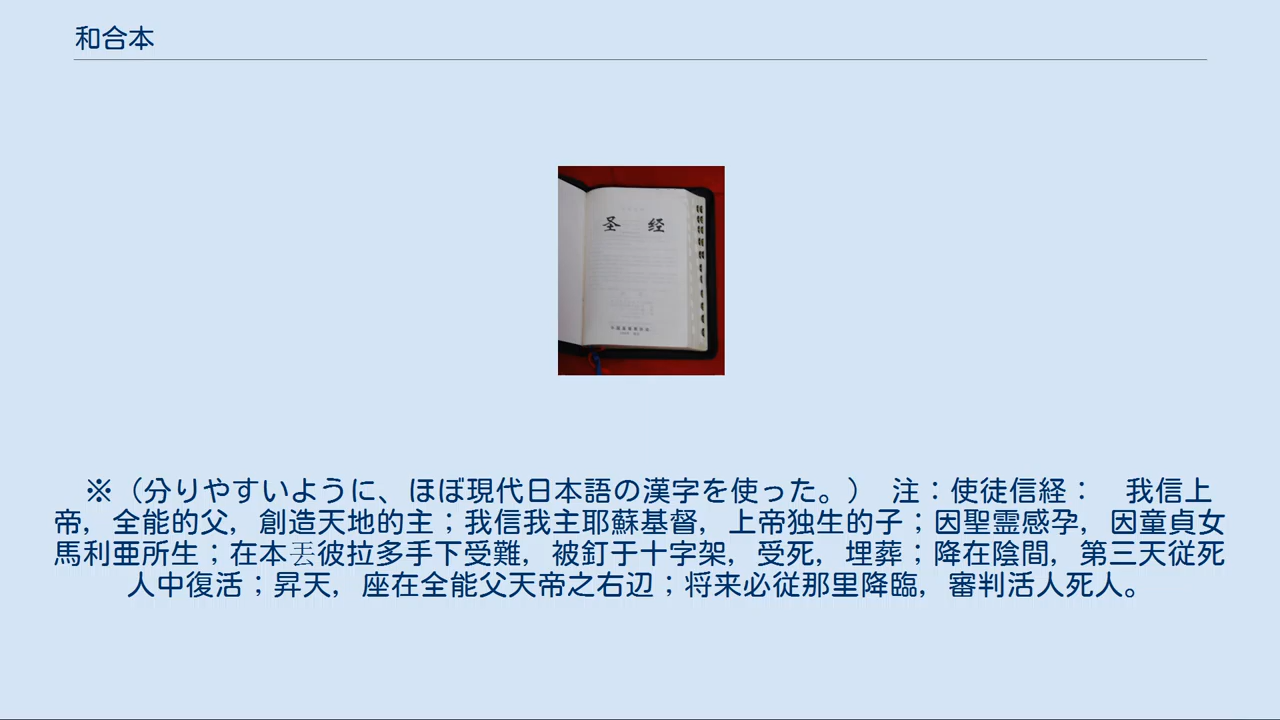 和合本
圣 经
※（分りやすいように、ほぼ現代日本語の漢字を使った。） 注：使徒信経： 我信上
帝，全能的父，創造天地的主；我信我主耶蘇基督，上帝独生的子；因聖霊感孕，因童貞女
馬利亜所生；在本丟彼拉多手下受難，被釘于十字架，受死，埋葬；降在陰間，第三天従死
人中復活；昇天，座在全能父天帝之右辺；将来必従那里降臨，審判活人死人。